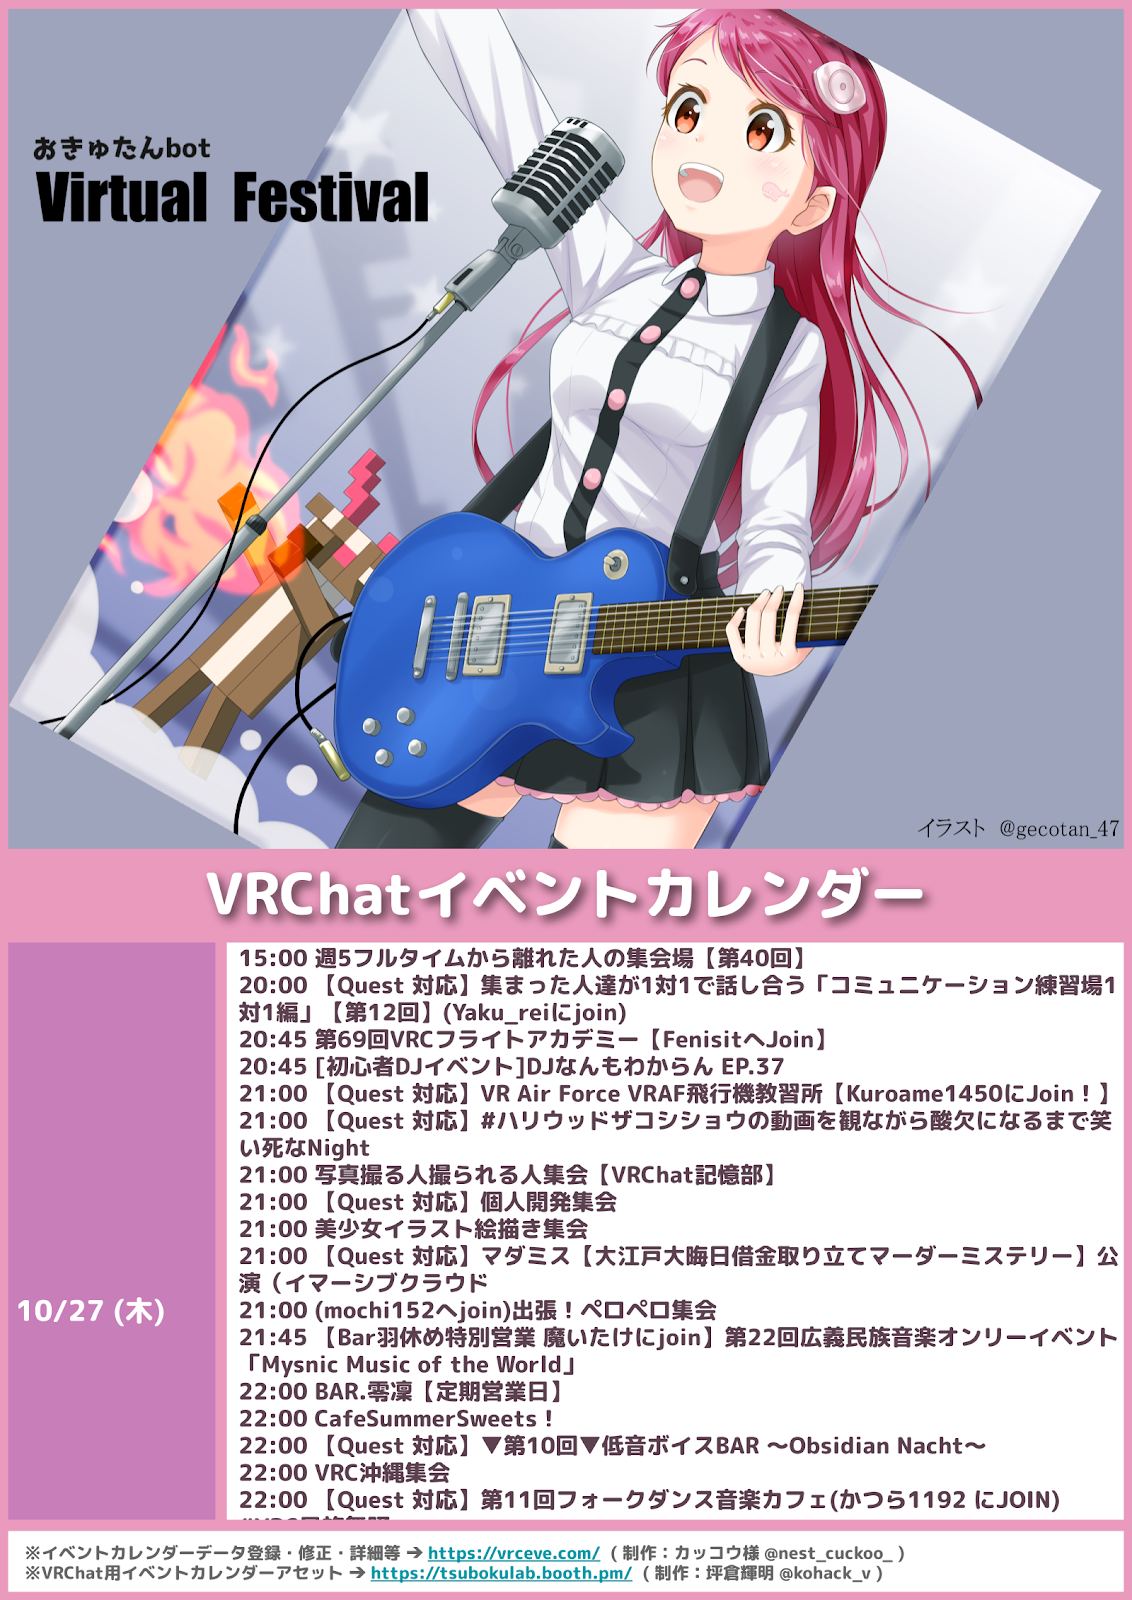 おきゅたんbot
Virtual Festival
イラスト @gecotan_47
VRChatイベントカレンダー
10/27 (木)
15:00 週5フルタイムから離れた人の集会場【第40回】
20:00 【Quest 対応】集まった人達が1対1で話し合う「コミュニケーション練習場1
対1編」【第12回】(Yaku_reiにjoin)
20:45 第69回VRCフライトアカデミー【FenisitへJoin】
20:45 [初心者DJイベント]DJなんもわからん EP.37
21:00 【Quest 対応】VR Air Force VRAF飛行機教習所【Kuroame1450にJoin！】
21:00 【Quest 対応】#ハリウッドザコシショウの動画を観ながら酸欠になるまで笑
い死なNight
21:00 写真撮る人撮られる人集会【VRChat記憶部】
21:00 【Quest 対応】個人開発集会
21:00 美少女イラスト絵描き集会
21:00 【Quest 対応】マダミス【大江戸大晦日借金取り立てマーダーミステリー】公
演（イマーシブクラウド
21:00 (mochi152へjoin)出張！ペロペロ集会
21:45 【Bar羽休め特別営業 魔いたけにjoin】第22回広義民族音楽オンリーイベント
「Mysnic Music of the World」
22:00 BAR.零凜【定期営業日】
22:00 CafeSummerSweets！
22:00 【Quest 対応】▼第10回▼低音ボイスBAR ～Obsidian Nacht～
22:00 VRC沖縄集会
22:00 【Quest 対応】第11回フォークダンス音楽カフェ(かつら1192 にJOIN)
※イベントカレンダーデータ登録・修正・詳細等 ➔ https://vrceve.com/ ( 制作：カッコウ様 @nest_cuckoo_ )
※VRChat用イベントカレンダーアセット ➔ https://tsubokulab.booth.pm/ ( 制作：坪倉輝明 @kohack_v )